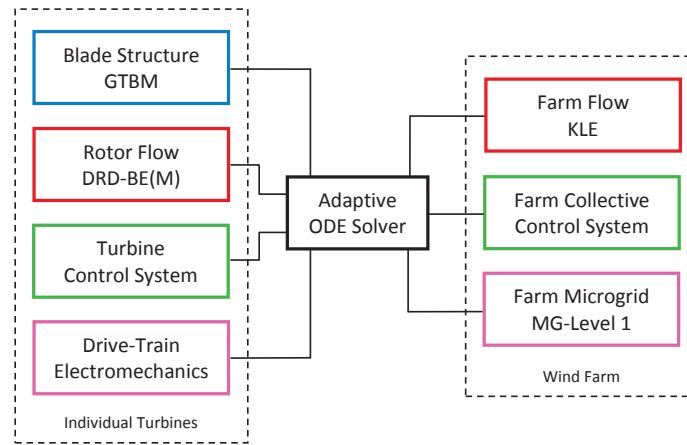 Blade Structure
GTBM
Rotor Flow
DRD-BE(M)
Turbine
Control System
Drive-Train
Electromechanics
Individual Turbines
Adaptive
ODE Solver
Farm Flow
KLE
Farm Collective
Control System
Farm Microgrid
MG-Level 1
Wind Farm